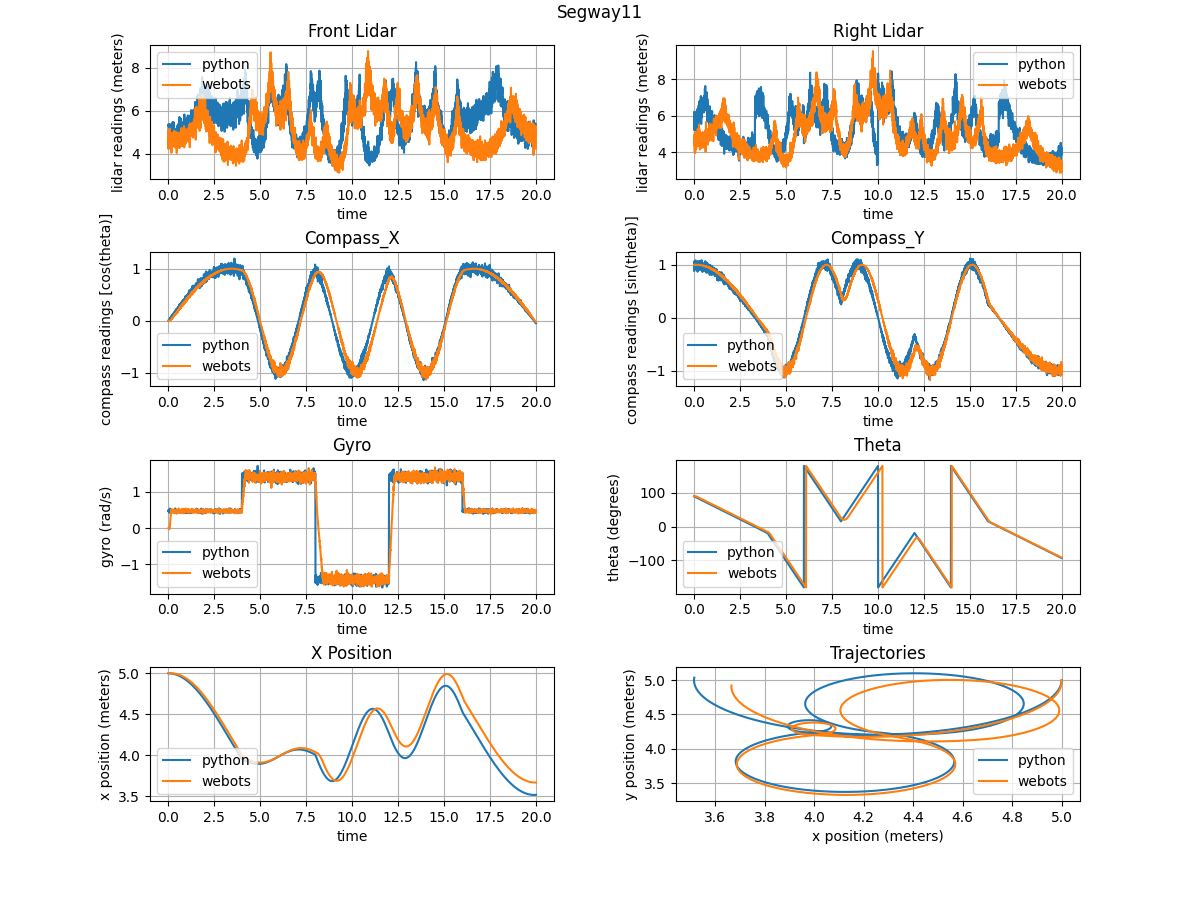 Segway11
Front Lidar
lidar readings (meters)
8
6
4
python
webots
0.0 2.5 5.0 7.5 10.0 12.5 15.0 17.5 20.0
time
Right Lidar
lidar readings (meters)
8
6
4
python
webots
0.0 2.5 5.0 7.5 10.0 12.5 15.0 17.5 20.0
time
Compass_X
compass readings [cos(theta)]
1
0
−1
python
webots
0.0 2.5 5.0 7.5 10.0 12.5 15.0 17.5 20.0
time
Compass_Y
compass readings [sin(theta)]
1
0
−1
python
webots
0.0 2.5 5.0 7.5 10.0 12.5 15.0 17.5 20.0
time
Gyro
gyro (rad/s)
1
0
−1
python
webots
0.0 2.5 5.0 7.5 10.0 12.5 15.0 17.5 20.0
time
Theta
theta (degrees)
100
0
−100
python
webots
0.0 2.5 5.0 7.5 10.0 12.5 15.0 17.5 20.0
time
X Position
x position (meters)
5.0
4.5
4.0
3.5
python
webots
0.0 2.5 5.0 7.5 10.0 12.5 15.0 17.5 20.0
time
Trajectories
y position (meters)
5.0
4.5
4.0
3.5
python
webots
3.6 3.8 4.0 4.2 4.4 4.6 4.8 5.0
x position (meters)